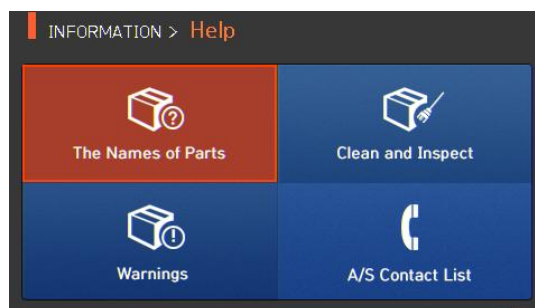 INFORMATION > Help
The Names of Parts
Clean and Inspect
Warnings
A/S Contact List